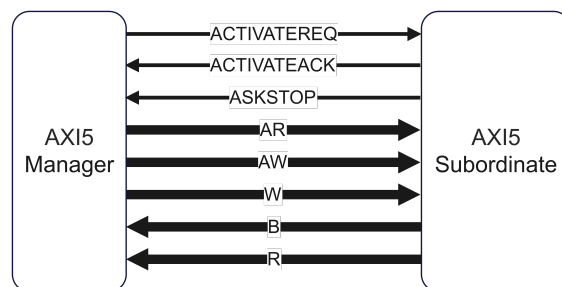 ACTIVATEREQ
ACTIVATEACK
ASKSTOP
AXI5
Manager
AR
AW
W
B
R
AXI5
Subordinate